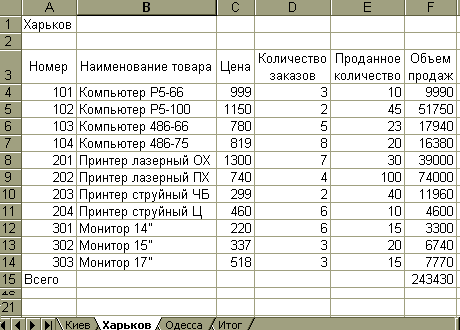 A B C D E F
1 Харьков
2
3 Номер Наименование товара Цена Количество заказов Проданное количество Объем продаж
4 101 Компьютер P5-66 999 3 10 9990
5 102 Компьютер P5-100 1150 2 45 51750
6 103 Компьютер 486-66 780 5 23 17940
7 104 Компьютер 486-75 819 8 20 16380
8 201 Принтер лазерный ОХ 1300 7 30 39000
9 202 Принтер лазерный ПХ 740 4 100 74000
10 203 Принтер струйный ЧБ 299 2 40 11960
11 204 Принтер струйный Ц 460 6 10 4600
12 301 Монитор 14" 220 6 15 3300
13 302 Монитор 15" 337 3 20 6740
14 303 Монитор 17" 518 3 15 7770
15 Всего 243430
21
Киев Харьков Одесса Итог